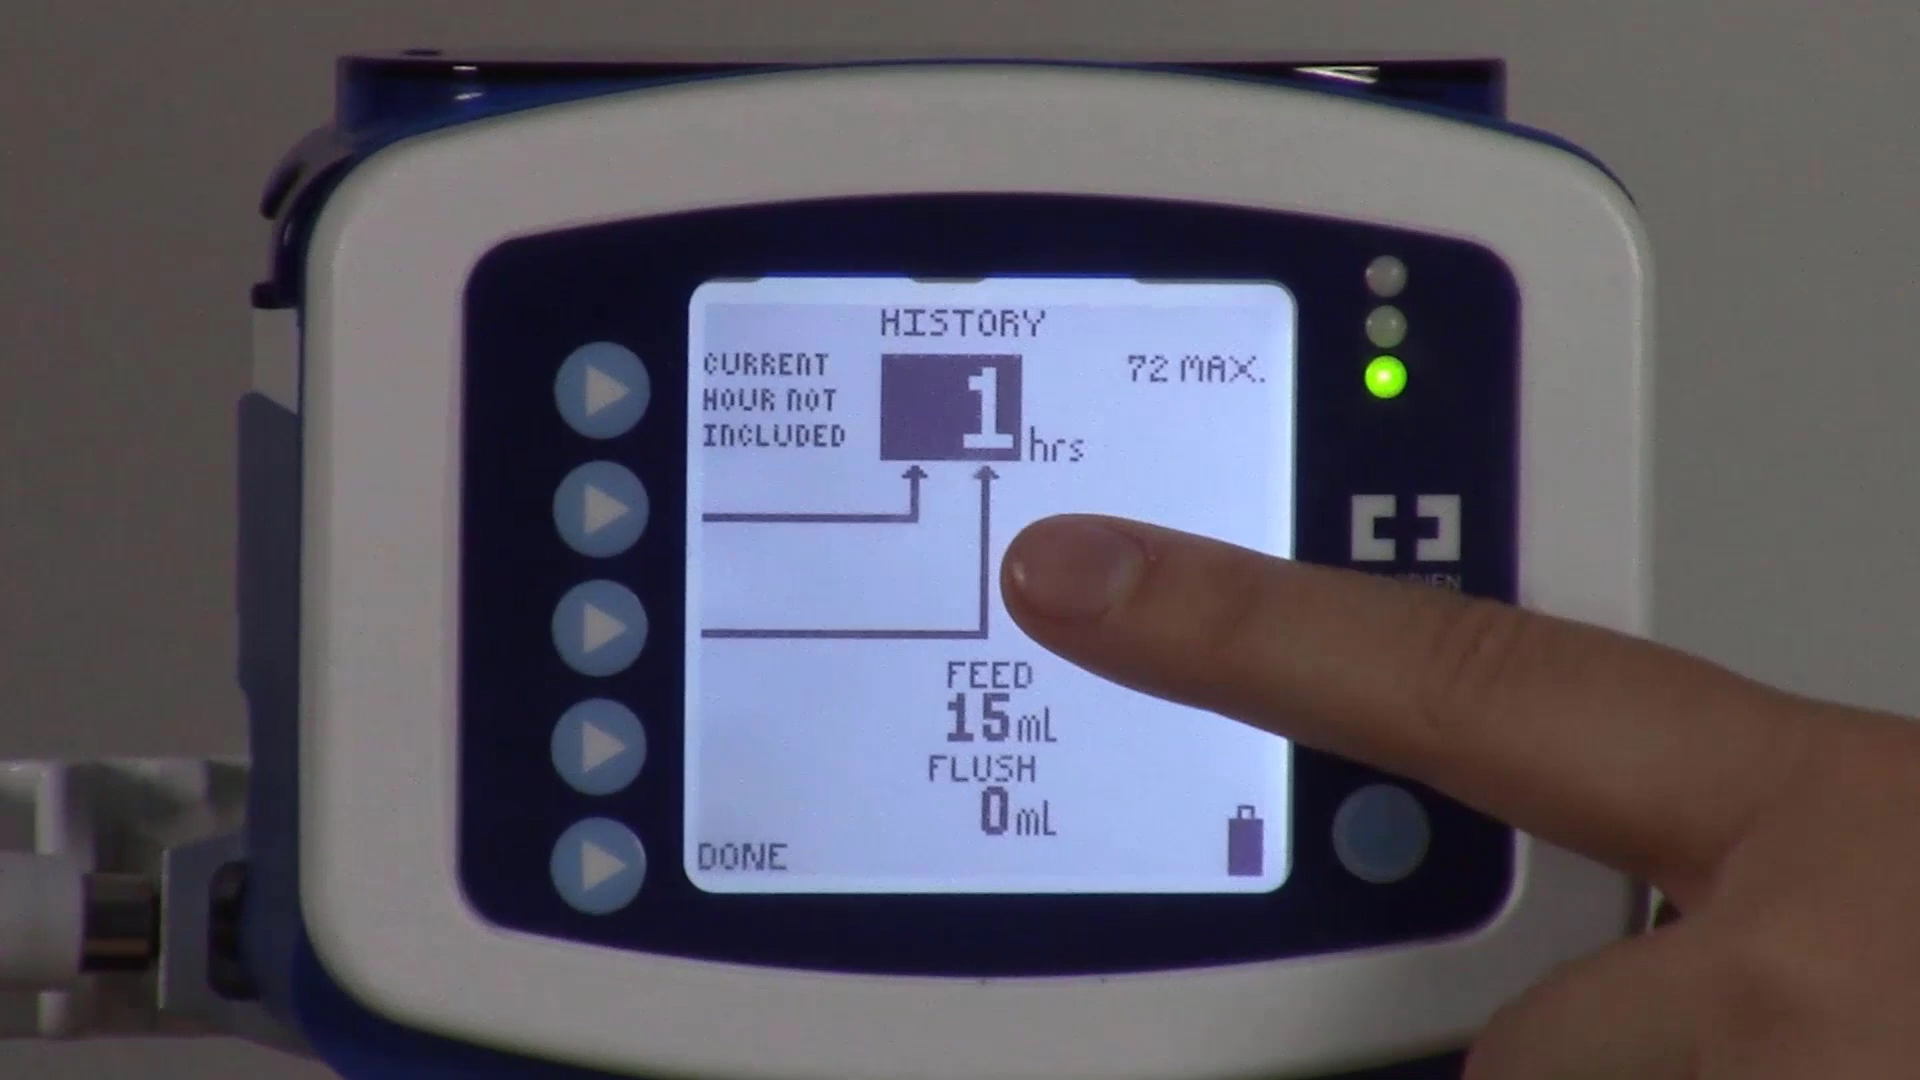 HISTORY
CURRENT
HOUR NOT
INCLUDED
1 hrs
72 MAX.
FEED
15 mL
FLUSH
0 mL
DONE